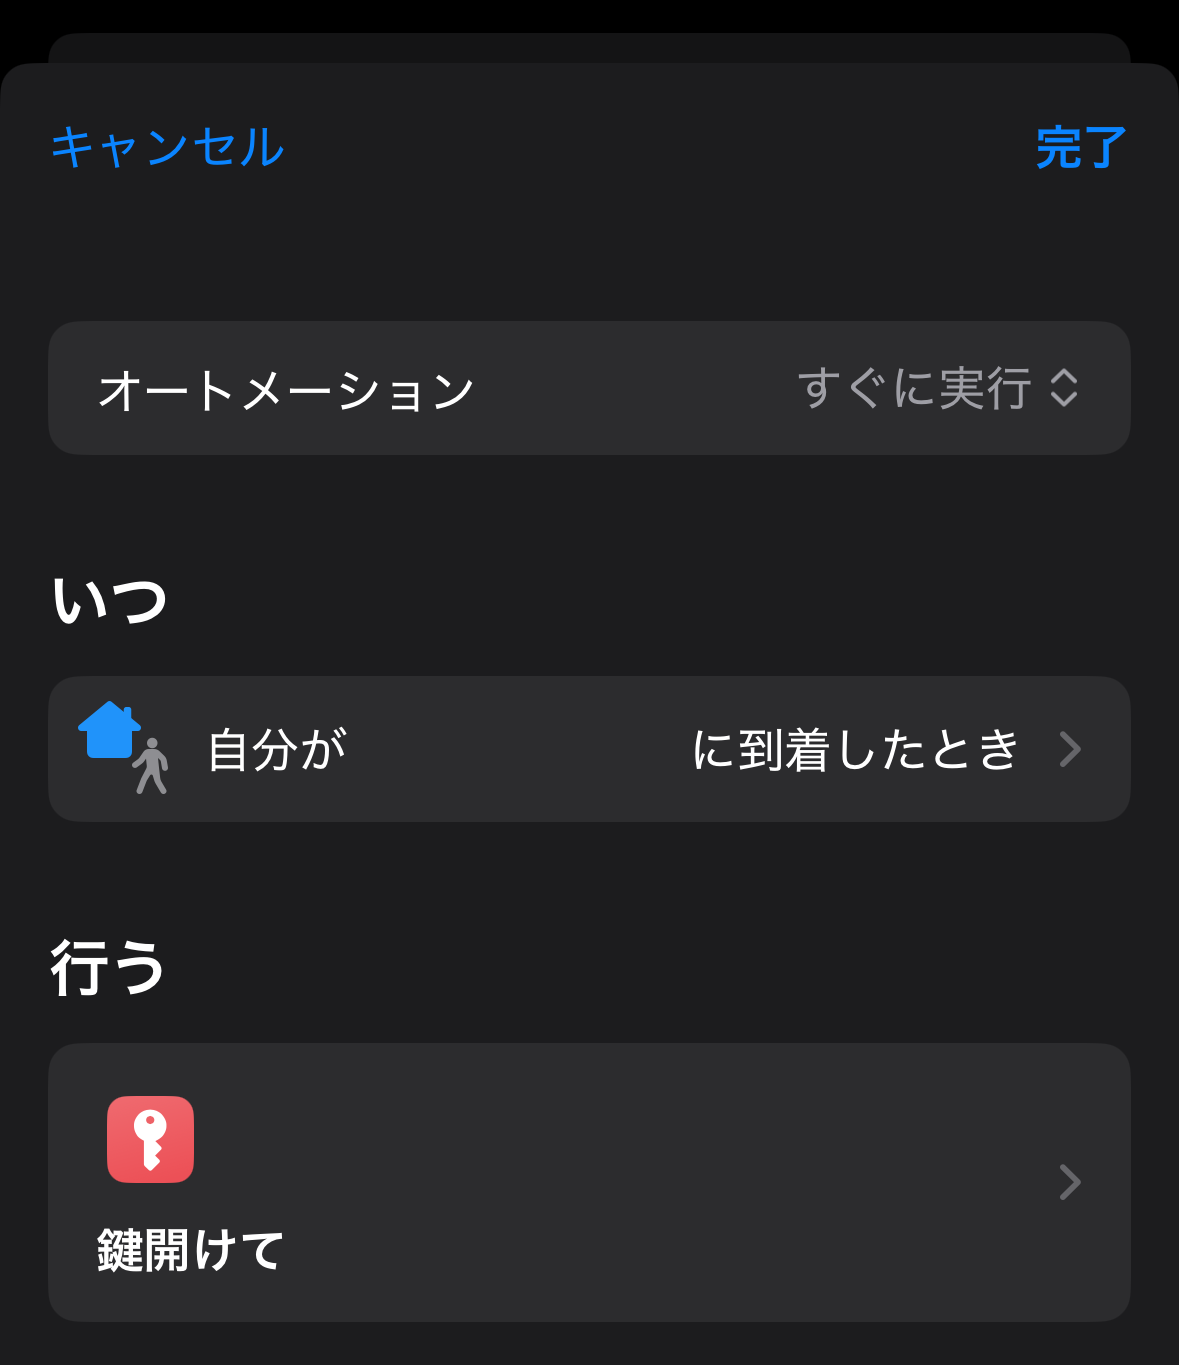 キャンセル 完了
オートメーション すぐに実行
いつ
自分が に到着したとき
行う
鍵開けて